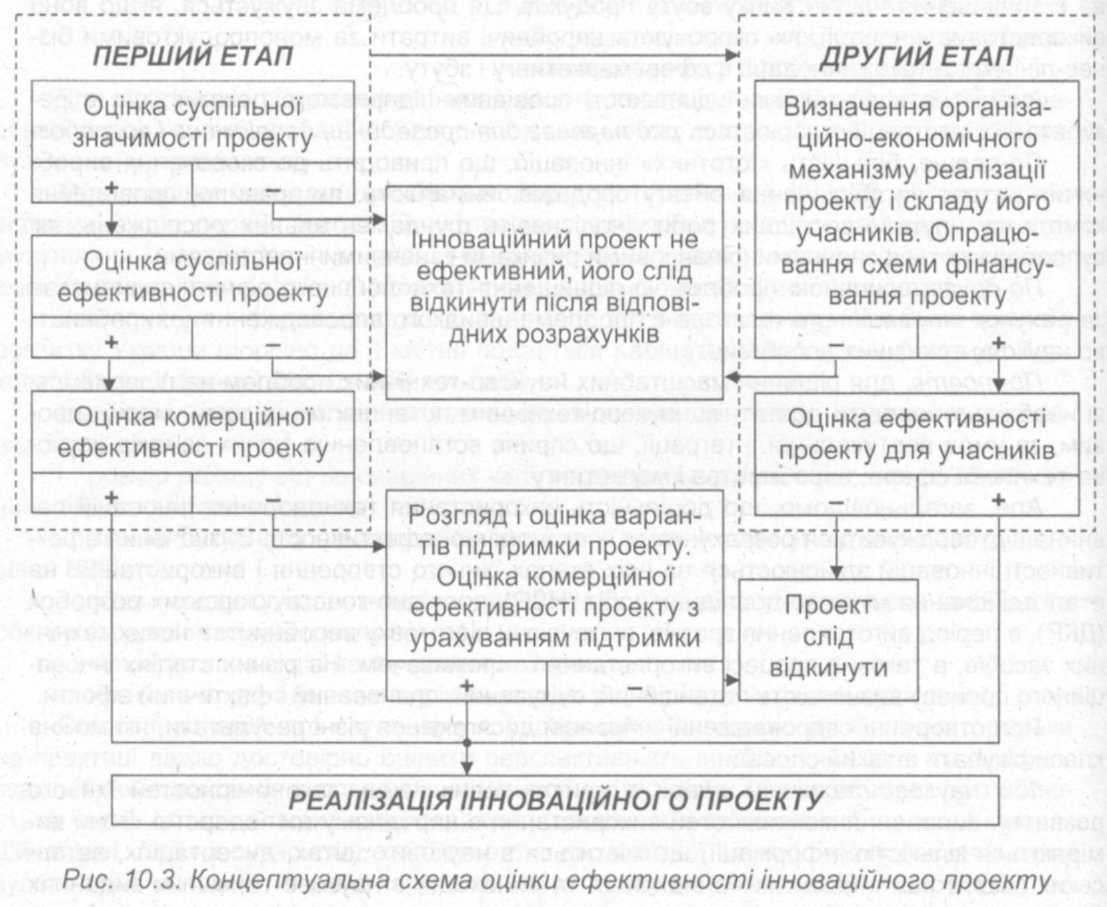 ПЕРШИЙ ЕТАП
Оцінка суспільної
значимості проекту
+ –
Оцінка суспільної
ефективності проекту
+ –
Оцінка комерційної
ефективності проекту
+ –
Інноваційний проект не
ефективний, його слід
відкинути після відпові-
дних розрахунків
ДРУГИЙ ЕТАП
Визначення організа-
ційно-економічного
механізму реалізації
проекту і складу його
учасників. Опрацю-
вання схеми фінансу-
вання проекту
– +
Оцінка ефективності
проекту для учасників
– +
Розгляд і оцінка варіан-
тів підтримки проекту.
Оцінка комерційної
ефективності проекту з
урахуванням підтримки
+ –
Проект
слід
відкинути
РЕАЛІЗАЦІЯ ІННОВАЦІЙНОГО ПРОЕКТУ
Рис. 10.3. Концептуальна схема оцінки ефективності інноваційного проекту